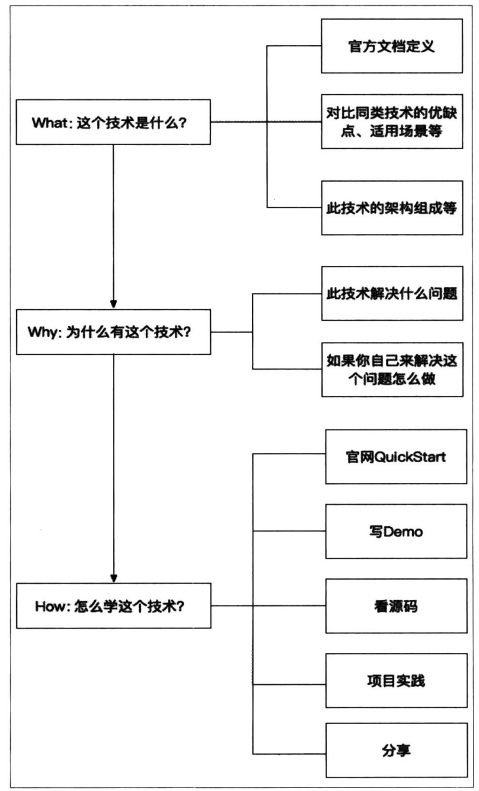 What: 这个技术是什么?
官方文档定义
对比同类技术的优缺
点、适用场景等
此技术的架构组成等
Why: 为什么有这个技术?
此技术解决什么问题
如果你自己来解决这
个问题怎么做
How: 怎么学这个技术?
官网QuickStart
写Demo
看源码
项目实践
分享